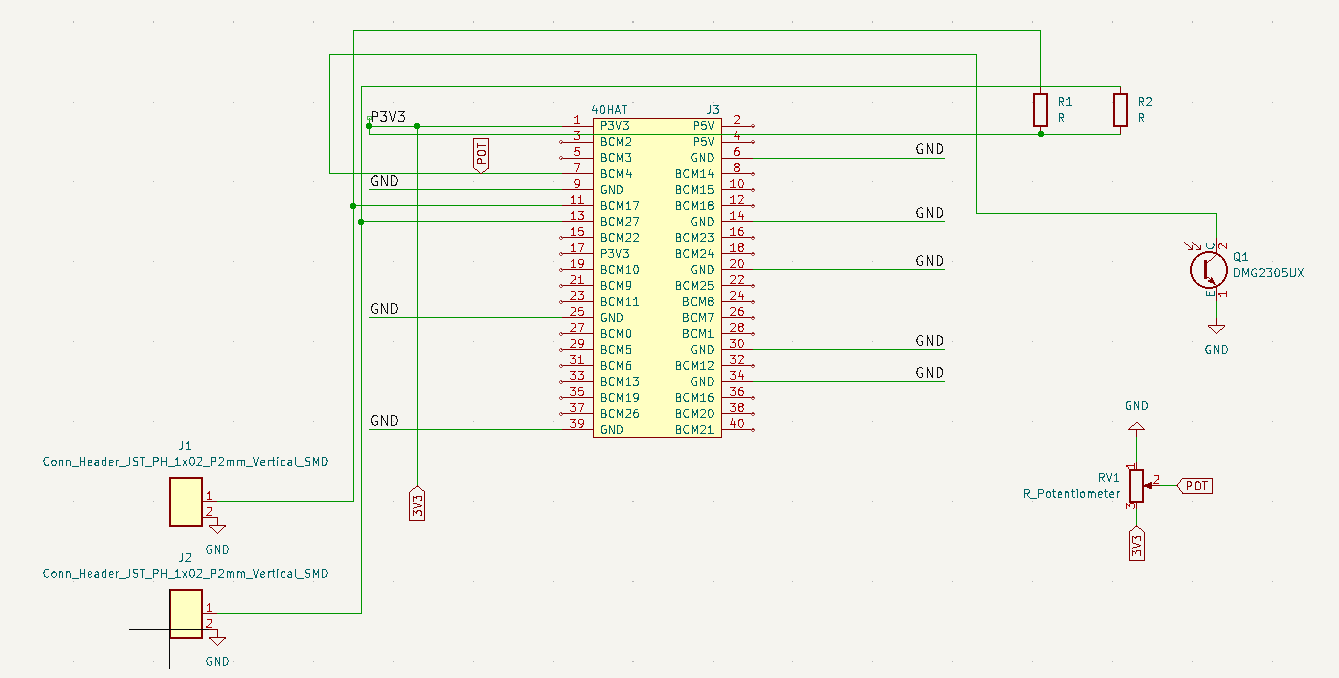 R1
R
R2
R
P3V3
40HAT
J3
1
P3V3
P5V
2
3
BCM2
P5V
4
5
BCM3
GND
6
GND
7
BCM4
BCM14
8
POT
9
GND
BCM15
10
GND
11
BCM17
BCM18
12
13
BCM27
GND
14
GND
15
BCM22
BCM23
16
17
P3V3
BCM24
18
19
BCM10
GND
20
GND
21
BCM9
BCM25
22
23
BCM11
BCM8
24
25
GND
BCM7
26
GND
27
BCM0
BCM1
28
29
BCM5
GND
30
GND
31
BCM6
BCM12
32
33
BCM13
GND
34
GND
35
BCM19
BCM16
36
37
BCM26
BCM20
38
39
GND
BCM21
40
GND
C
2
Q1
DMG2305UX
E
1
GND
GND
1
RV1
R_Potentiometer
2
POT
3
3V3
J1
Conn_Header_JST_PH_1x02_P2mm_Vertical_SMD
1
2
GND
3V3
J2
Conn_Header_JST_PH_1x02_P2mm_Vertical_SMD
1
2
GND